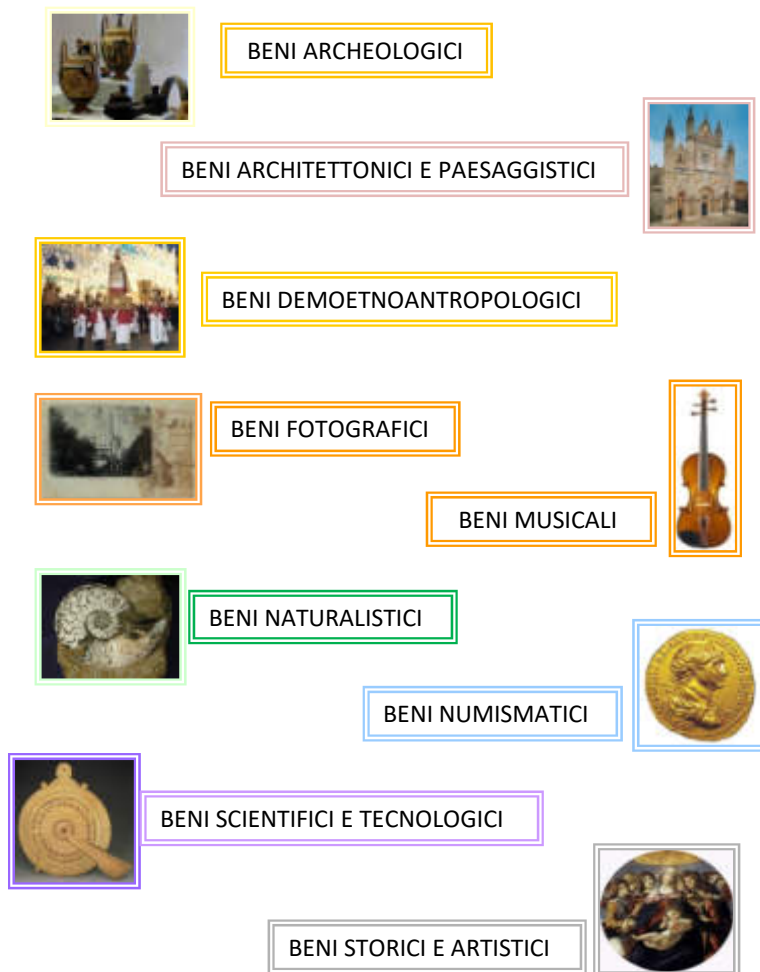 BENI ARCHEOLOGICI
BENI ARCHITETTONICI E PAESAGGISTICI
BENI DEMOETNOANTROPOLOGICI
BENI FOTOGRAFICI
BENI MUSICALI
BENI NATURALISTICI
BENI NUMISMATICI
BENI SCIENTIFICI E TECNOLOGICI
BENI STORICI E ARTISTICI